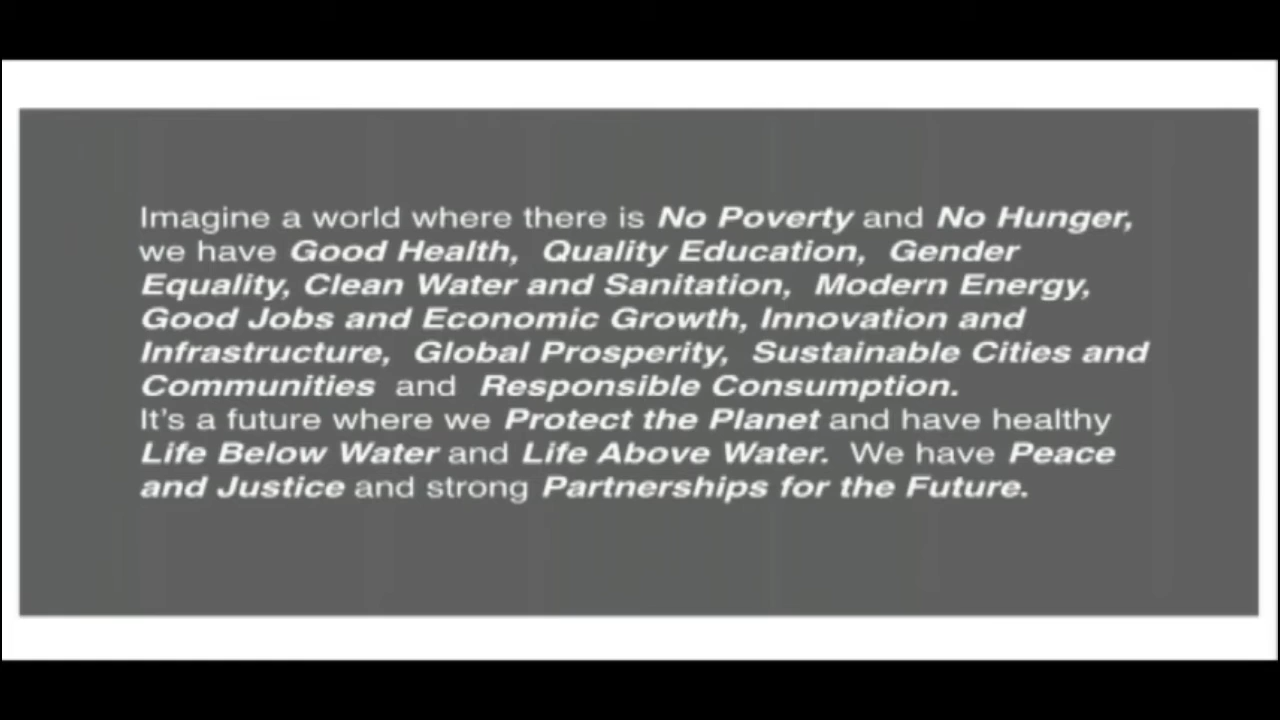 Imagine a world where there is No Poverty and No Hunger,
we have Good Health, Quality Education, Gender
Equality, Clean Water and Sanitation, Modern Energy,
Good Jobs and Economic Growth, Innovation and
Infrastructure, Global Prosperity, Sustainable Cities and
Communities and Responsible Consumption.
It's a future where we Protect the Planet and have healthy
Life Below Water and Life Above Water. We have Peace
and Justice and strong Partnerships for the Future.